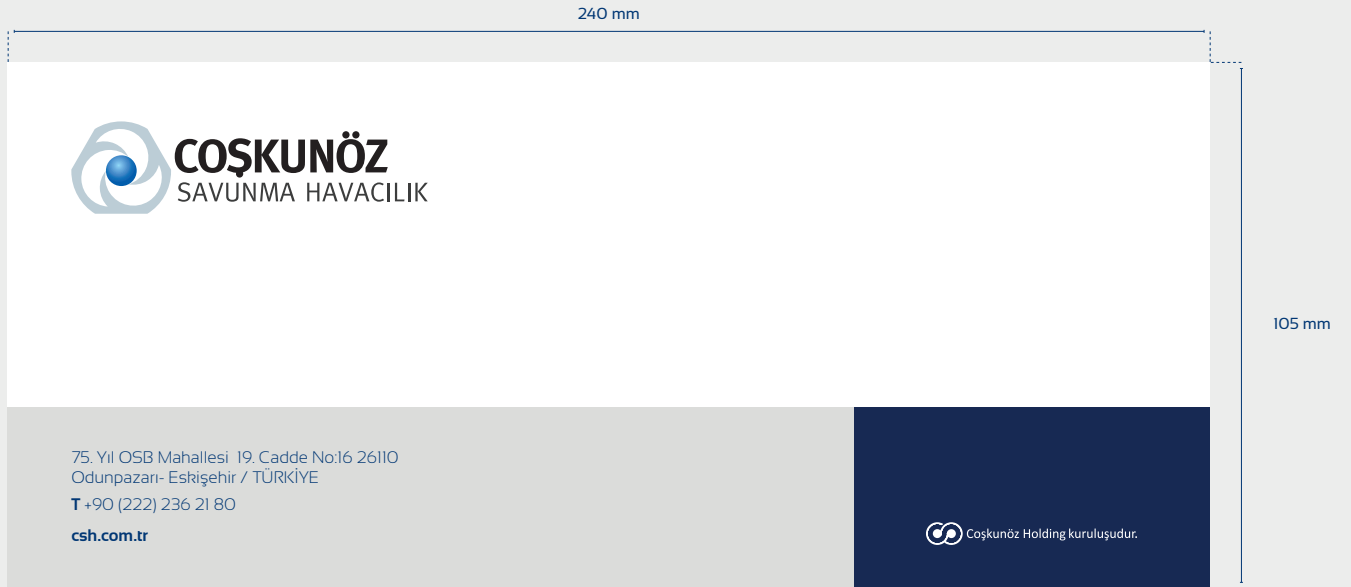 240 mm
COŞKUNÖZ
SAVUNMA HAVACILIK
105 mm
75. Yıl OSB Mahallesi 19. Cadde No:16 26110
Odunpazarı- Eskişehir / TÜRKİYE
T +90 (222) 236 21 80
csh.com.tr
Coşkunöz Holding kuruluşudur.